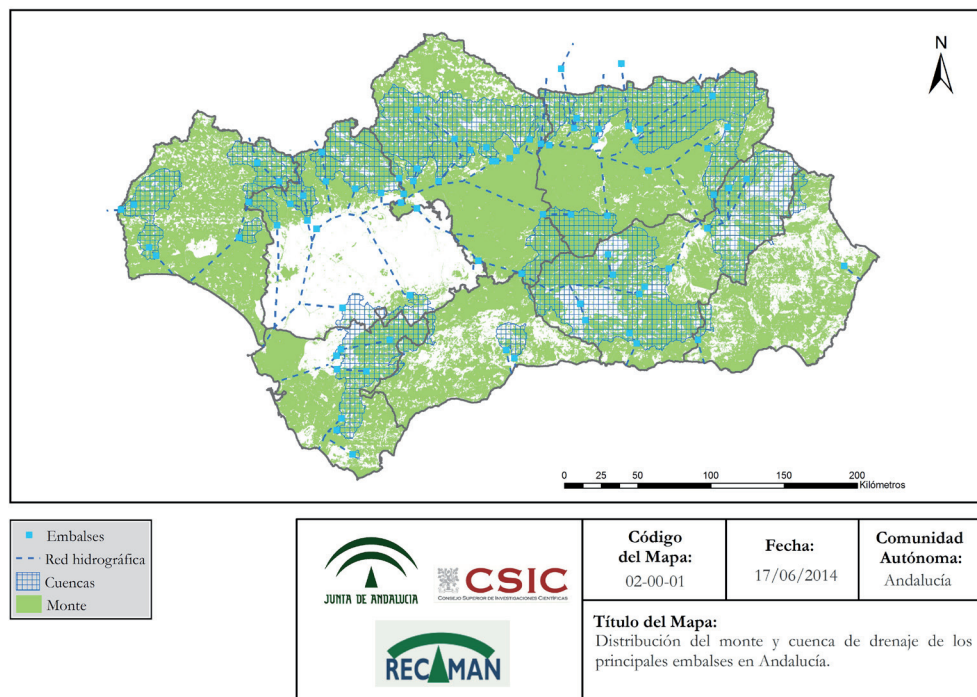 N
0 25 50 100 150 200
Kilómetros
Embalses
Red hidrográfica
Cuencas
Monte
JUNTA DE ANDALUCIA
CSIC
CONSEJO SUPERIOR DE INVESTIGACIONES CIENTÍFICAS
RECAMAN
Código
del Mapa:
02-00-01
Fecha:
17/06/2014
Comunidad
Autónoma:
Andalucía
Título del Mapa:
Distribución del monte y cuenca de drenaje de los
principales embalses en Andalucía.